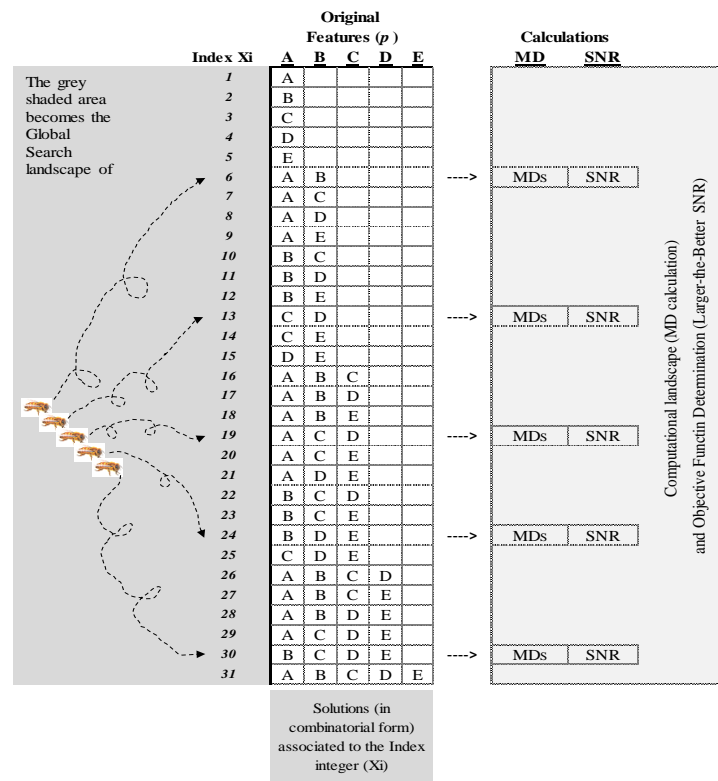 Original
Features (p )
Calculations
Index Xi A B C D E MD SNR
The grey
shaded area
becomes the
Global
Search
landscape of
1 A
2 B
3 C
4 D
5 E
6 A B ----> MDs SNR
7 A C
8 A D
9 A E
10 B C
11 B D
12 B E
13 C D ----> MDs SNR
14 C E
15 D E
16 A B C
17 A B D
18 A B E
19 A C D ----> MDs SNR
20 A C E
21 A D E
22 B C D
23 B C E
24 B D E ----> MDs SNR
25 C D E
26 A B C D
27 A B C E
28 A B D E
29 A C D E
30 B C D E ----> MDs SNR
31 A B C D E
Computational landscape (MD calculation)
and Objective Functin Determination (Larger-the-Better SNR)
Solutions (in
combinatorial form)
associated to the Index
integer (Xi)